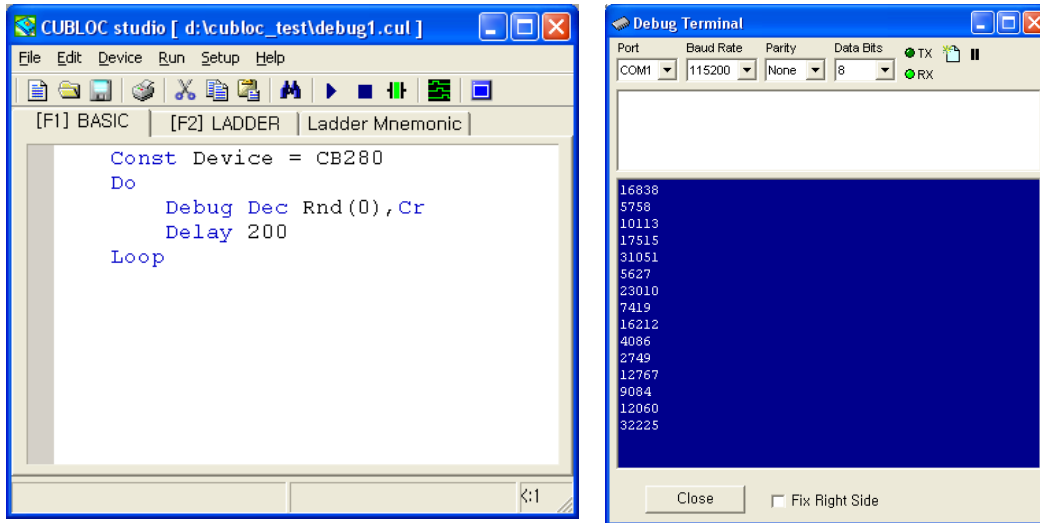 CUBLOC studio [ d:\cubloc_test\debug1.cul ]
File Edit Device Run Setup Help
[F1] BASIC [F2] LADDER Ladder Mnemonic
Const Device = CB280
Do
Debug Dec Rnd(0),Cr
Delay 200
Loop
<:1
Debug Terminal
Port Baud Rate Parity Data Bits
TX
COM1 115200 None 8
RX
16838
5758
10113
17515
31051
5627
23010
7419
16212
4086
2749
12767
9084
12060
32225
Close Fix Right Side